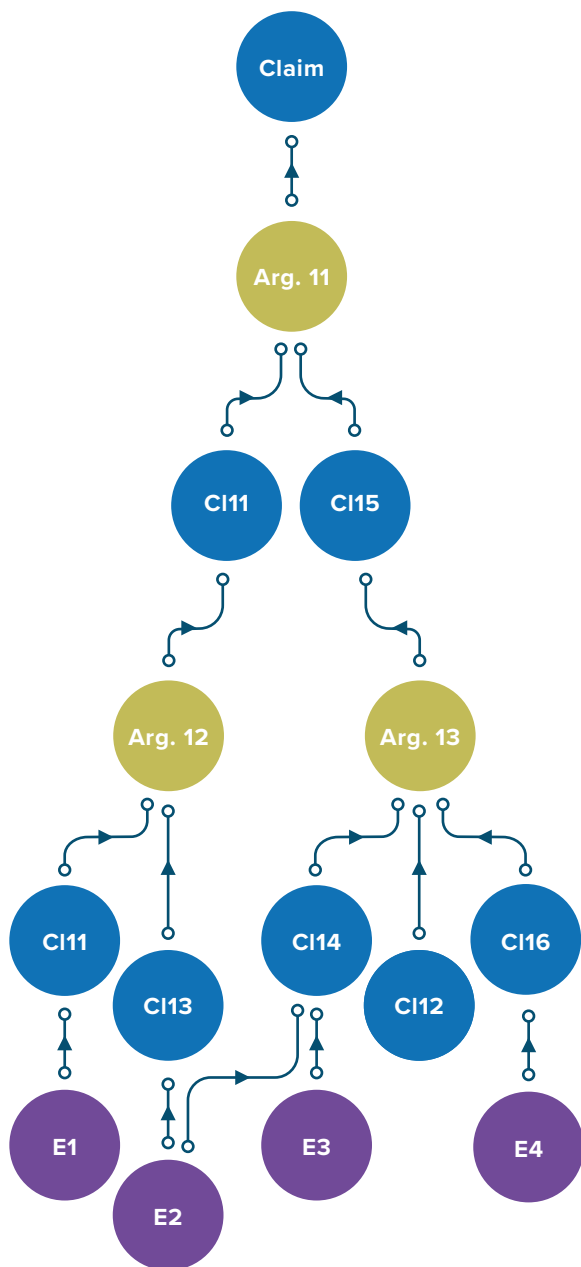 Claim
Arg. 11
Cl11
Cl15
Arg. 12
Arg. 13
Cl11
Cl14
Cl16
Cl13
Cl12
E1
E3
E4
E2